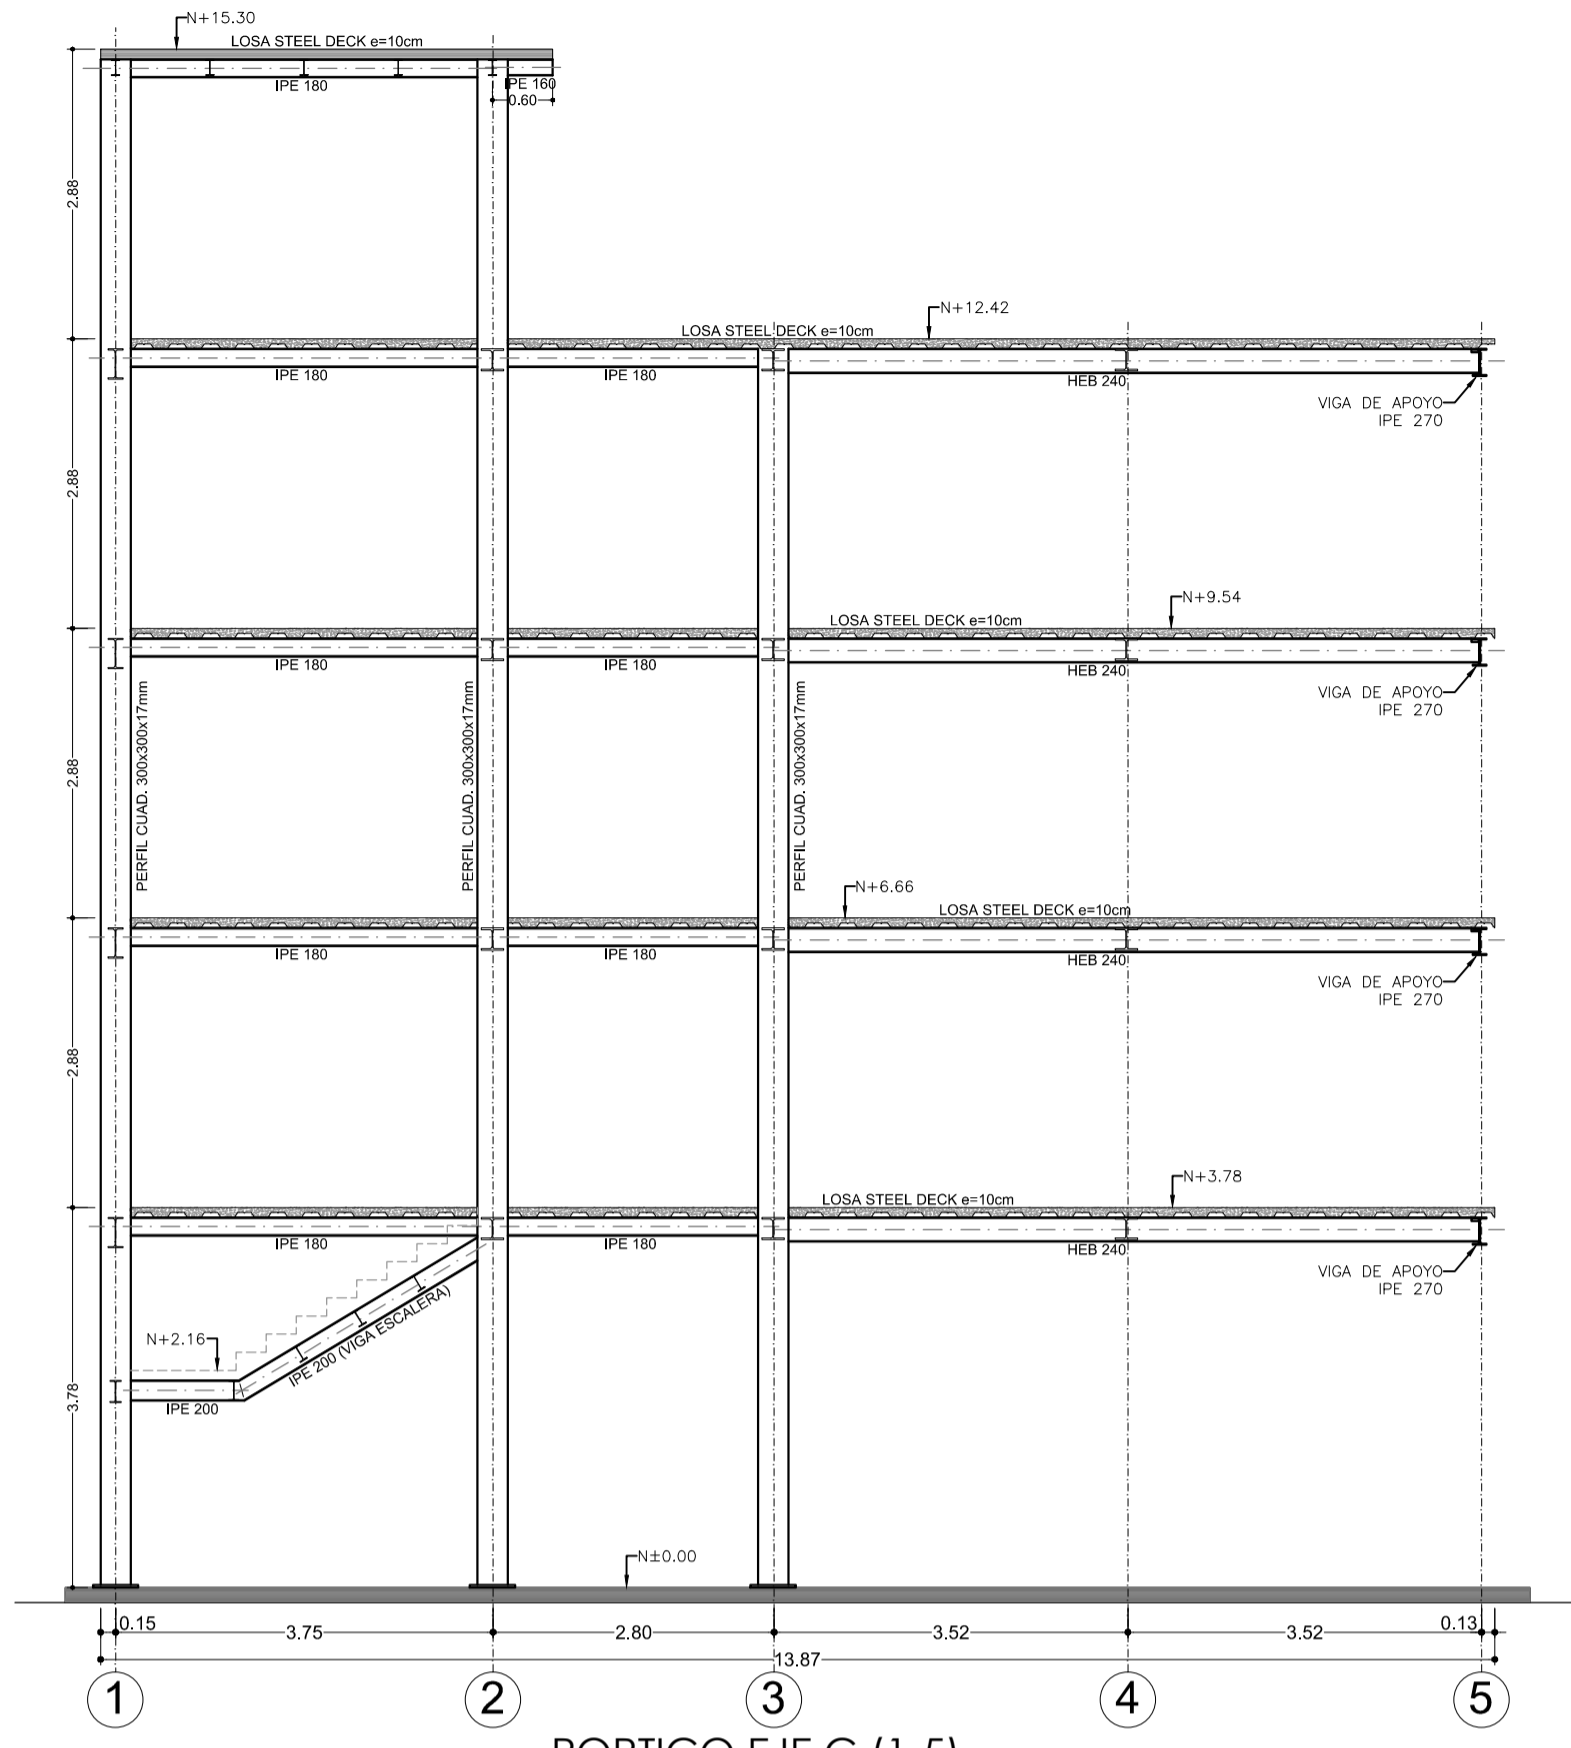 N+15.30
LOSA STEEL DECK e=10cm
IPE 180
IPE 160
0.60
2.88
N+12.42
LOSA STEEL DECK e=10cm
IPE 180
IPE 180
HEB 240
VIGA DE APOYO
IPE 270
2.88
N+9.54
LOSA STEEL DECK e=10cm
IPE 180
IPE 180
HEB 240
VIGA DE APOYO
IPE 270
2.88
PERFIL CUAD. 300x300x17mm
PERFIL CUAD. 300x300x17mm
PERFIL CUAD. 300x300x17mm
N+6.66
LOSA STEEL DECK e=10cm
IPE 180
IPE 180
HEB 240
VIGA DE APOYO
IPE 270
2.88
N+3.78
LOSA STEEL DECK e=10cm
IPE 180
IPE 180
HEB 240
VIGA DE APOYO
IPE 270
IPE 200 (VIGA ESCALERA)
N+2.16
IPE 200
3.78
N±0.00
0.15
3.75
2.80
3.52
3.52
0.13
13.87
1
2
3
4
5
PORTICO EJE (1-5)